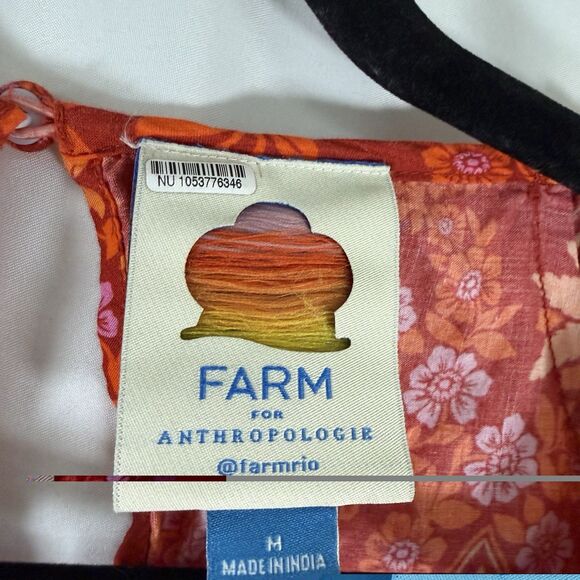 NU 1053776346
FARM
FOR
ANTHROPOLOGIE
@farmrio
M
MADE IN INDIA